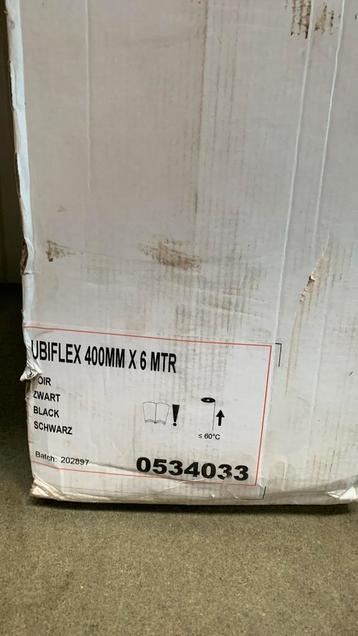 UBIFLEX 400MM X 6 MTR
OIR
ZWART
BLACK
SCHWARZ
≤ 60°C
Batch: 202897
0534033